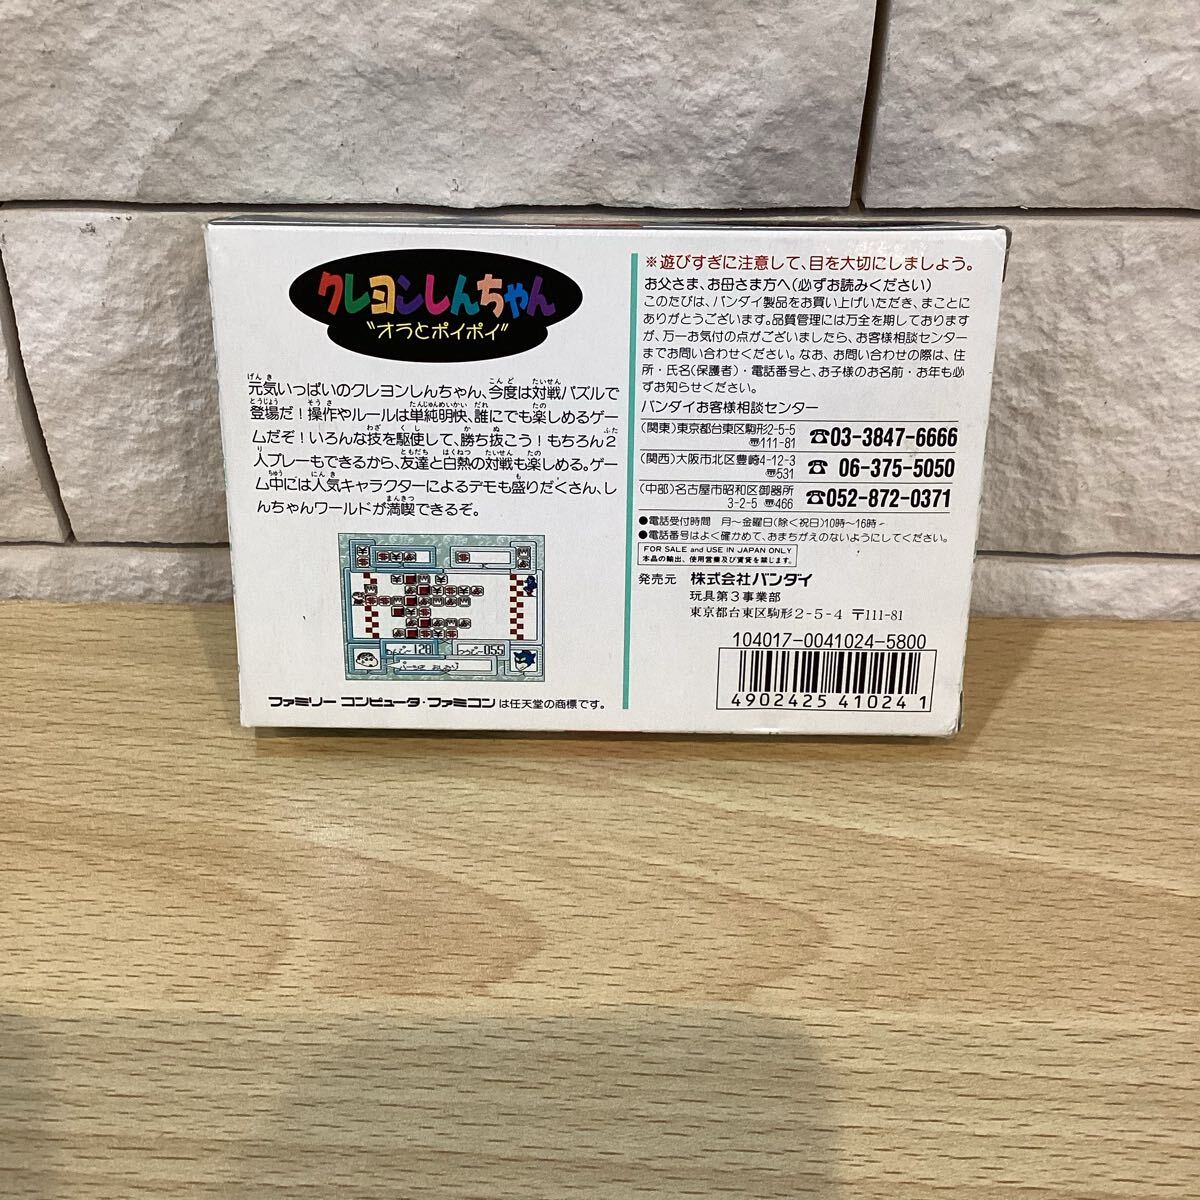 クレヨンしんちゃん
"オラとポイポイ"
元気いっぱいのクレヨンしんちゃん、今度は対戦パズルで
登場だ！操作やルールは単純明快、誰にでも楽しめるゲー
ムだぞ！いろんな技を駆使して、勝ち抜こう！もちろん2
人プレーもできるから、友達と白熱の対戦も楽しめる。ゲー
ム中には人気キャラクターによるデモも盛りだくさん、し
んちゃんワールドが満喫できるぞ。
ファミリーコンピュータ・ファミコンは任天堂の商標です。
※遊びすぎに注意して、目を大切にしましょう。
お父さま、お母さま方へ(必ずお読みください)
このたびは、バンダイ製品をお買い上げいただき、まことに
ありがとうございます。品質管理には万全を期しております
が、万一お気付の点がございましたら、お客様相談センター
までお問い合わせください。なお、お問い合わせの際は、住
所・氏名(保護者)・電話番号と、お子様のお名前・お年も必
ずお知らせください。
バンダイお客様相談センター
(関東)東京都台東区駒形2-5-5
〒111-81 ☎03-3847-6666
(関西)大阪市北区豊崎4-12-3
〒531 ☎06-375-5050
(中部)名古屋市昭和区御器所
3-2-5 〒466 ☎052-872-0371
●電話受付時間 月～金曜日(除く祝日)10時～16時
●電話番号はよく確かめて、おまちがえのないようにしてください。
FOR SALE and USE IN JAPAN ONLY
本品の輸出、使用営業及び賃貸を禁じます。
発売元 株式会社バンダイ
玩具第3事業部
東京都台東区駒形2-5-4 〒111-81
104017-0041024-5800
4902425410241